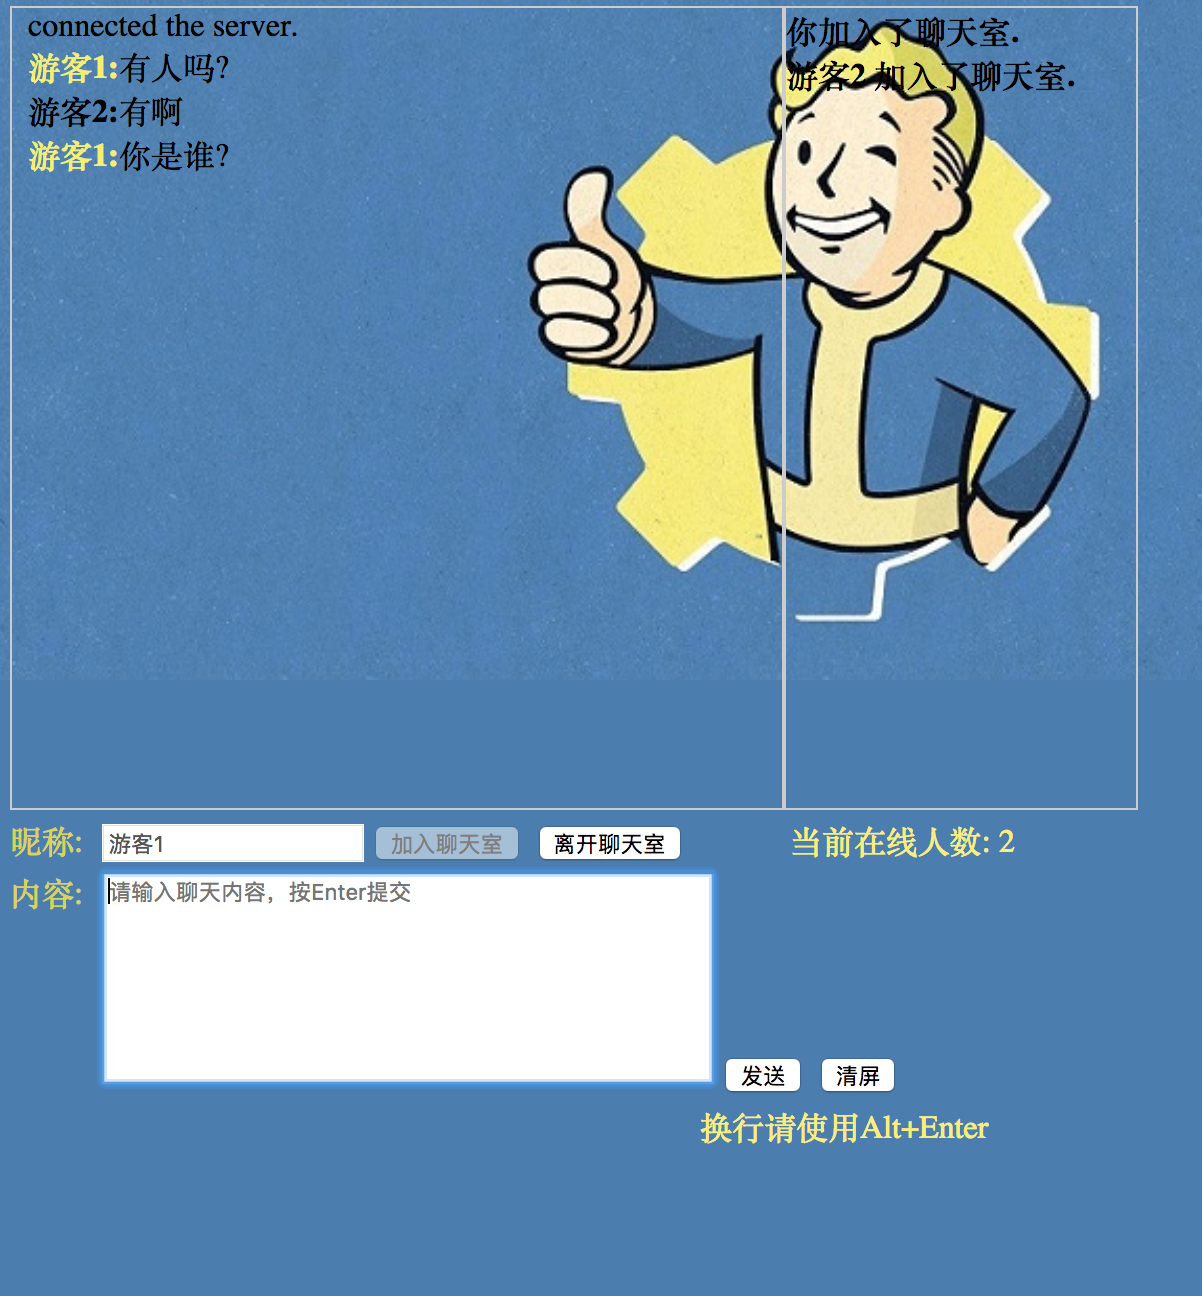 connected the server.
游客1:有人吗？
游客2:有啊
游客1:你是谁？
你加入了聊天室.
游客2 加入了聊天室.
昵称:
游客1
加入聊天室
离开聊天室
当前在线人数: 2
内容:
请输入聊天内容，按Enter提交
发送
清屏
换行请使用Alt+Enter